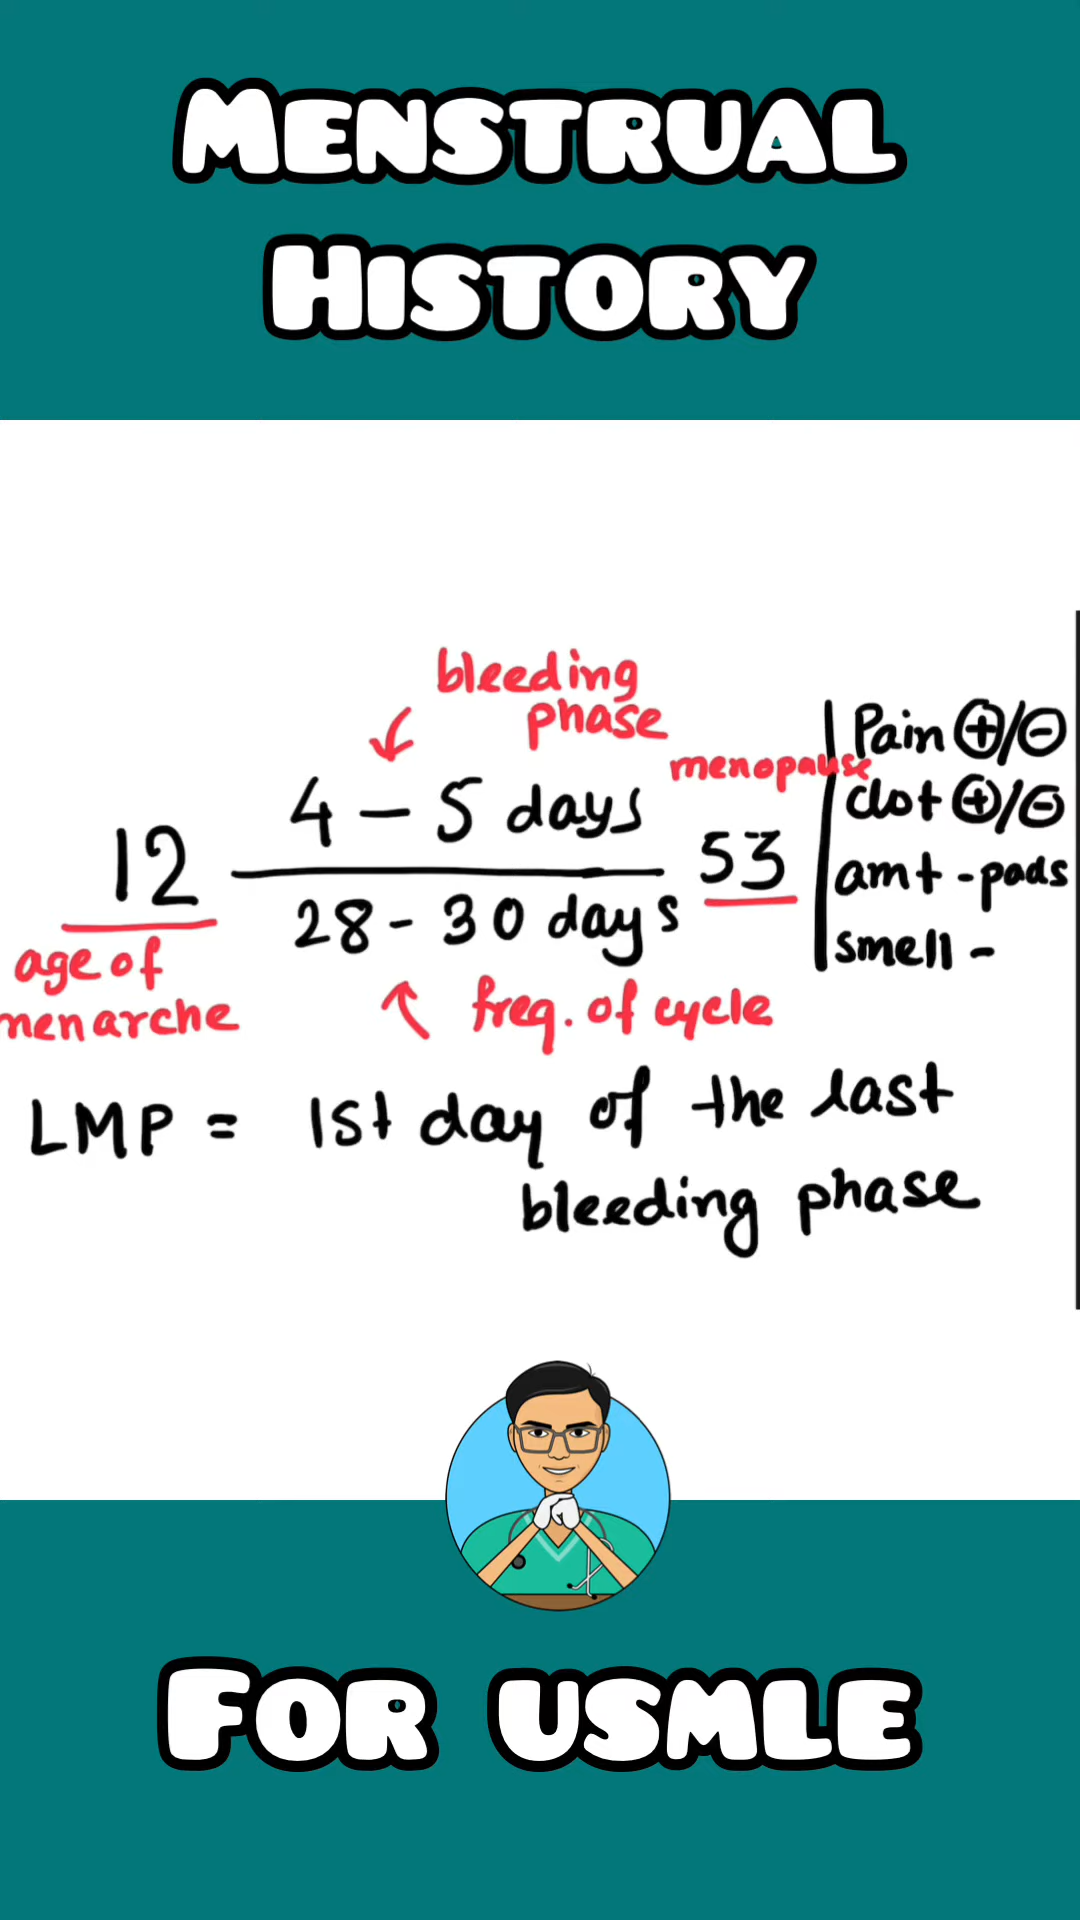 MENSTRUAL
HISTORY
bleeding
phase
menopause
12
4 - 5 days
28 - 30 days
53
Pain ⊕/⊖
clot ⊕/⊖
amt - pads
smell -
age of
menarche
freq. of cycle
LMP = 1st day of the last
bleeding phase
FOR USMLE